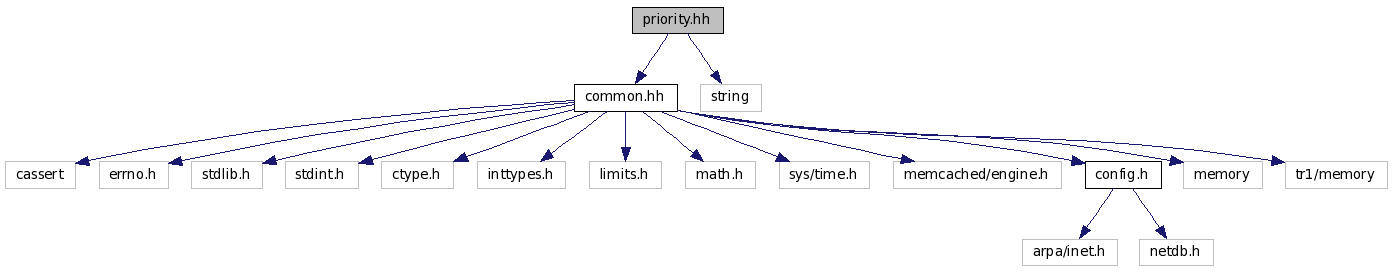 priority.hh
common.hh
string
cassert
errno.h
stdlib.h
stdint.h
ctype.h
inttypes.h
limits.h
math.h
sys/time.h
memcached/engine.h
config.h
memory
tr1/memory
arpa/inet.h
netdb.h